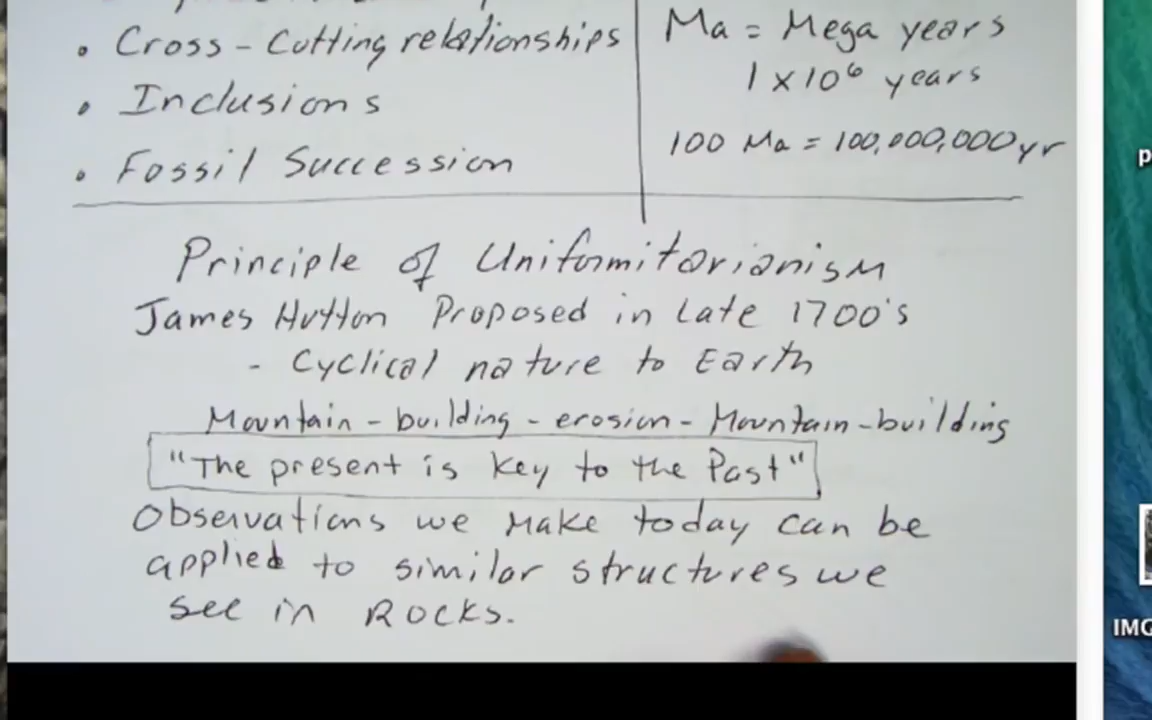 • Cross-Cutting relationships
• Inclusions
• Fossil Succession
Ma = Mega years
1 x 10⁶ years
100 Ma = 100,000,000 yr
Principle of Uniformitorianism
James Hutton Proposed in Late 1700's
- Cyclical nature to Earth
Mountain-building - erosion - Mountain-building
"The present is key to the Past"
Observations we make today can be
applied to similar structures we
see in Rocks.
IMG